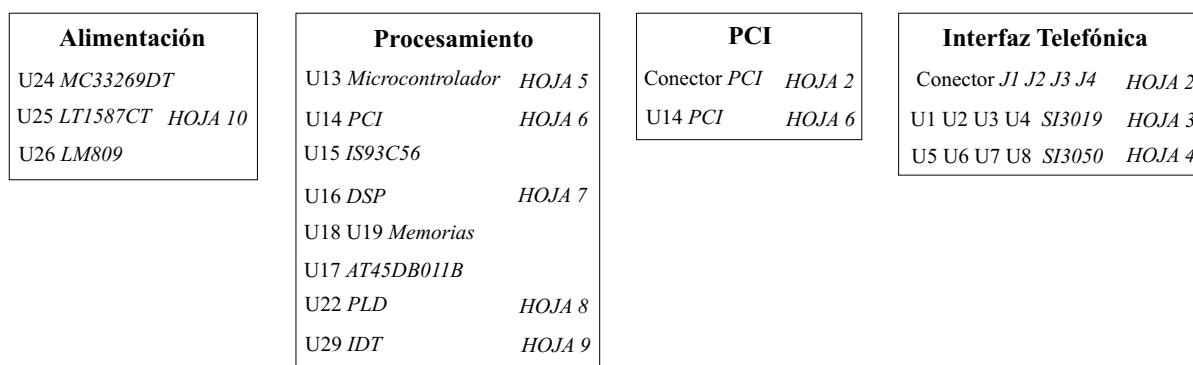 Alimentación
U24 MC33269DT
U25 LT1587CT HOJA 10
U26 LM809
Procesamiento
U13 Microcontrolador HOJA 5
U14 PCI HOJA 6
U15 IS93C56
U16 DSP HOJA 7
U18 U19 Memorias
U17 AT45DB011B
U22 PLD HOJA 8
U29 IDT HOJA 9
PCI
Conector PCI HOJA 2
U14 PCI HOJA 6
Interfaz Telefónica
Conector J1 J2 J3 J4 HOJA 2
U1 U2 U3 U4 SI3019 HOJA 3
U5 U6 U7 U8 SI3050 HOJA 4